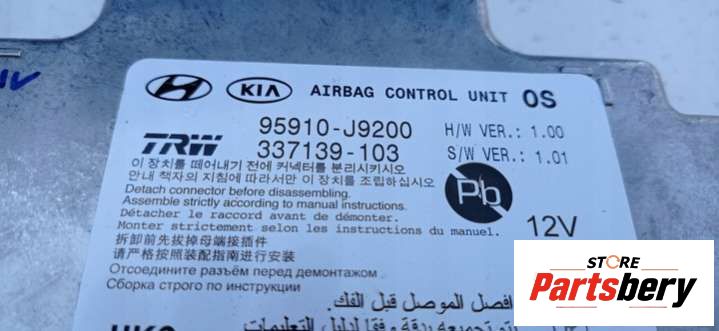 KIA AIRBAG CONTROL UNIT OS
95910-J9200 H/W VER.: 1.00
TRW 337139-103 S/W VER.: 1.01
이 장치를 떼어내기 전에 커넥터를 분리시키시오
안내 책자의 지침에 따라서만 이 장치를 조립하십시오
Detach connector before disassembling.
Assemble strictly according to manual instructions.
Pb
Détacher le raccord avant de démonter.
Monter strictement selon les instructions du manuel.
12V
拆卸前先拔掉母端接插件
请严格按照装配指南进行安装
Отсоедините разъём перед демонтажом
Сборка строго по инструкции
افصل الموصل قبل الفك.
STORE
Partsbery